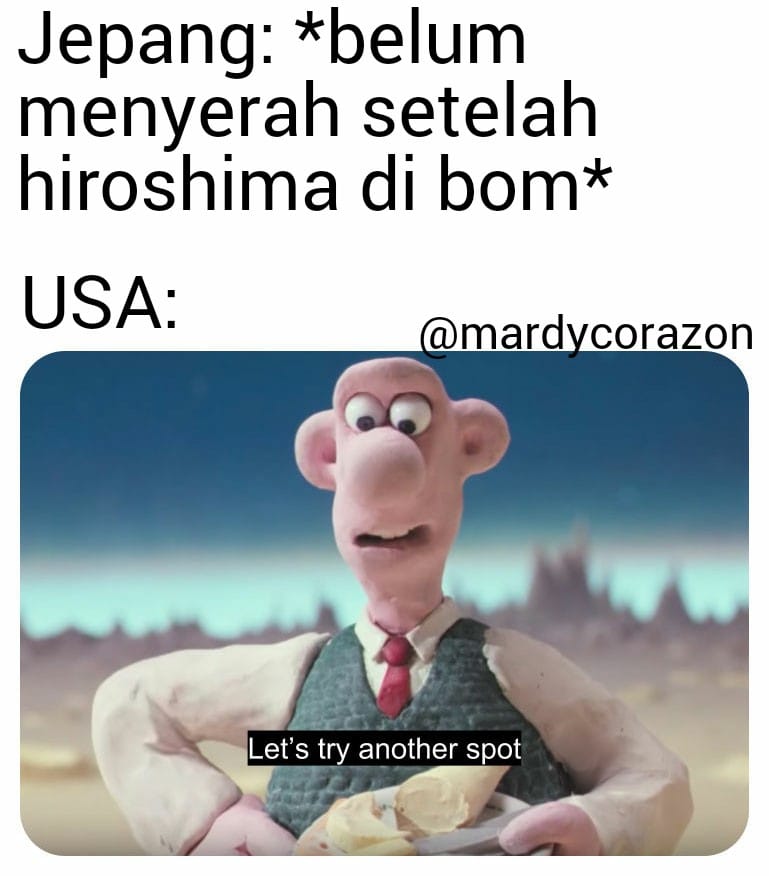 Jepang: *belum
menyerah setelah
hiroshima di bom*
USA:
@mardycorazon
Let's try another spot